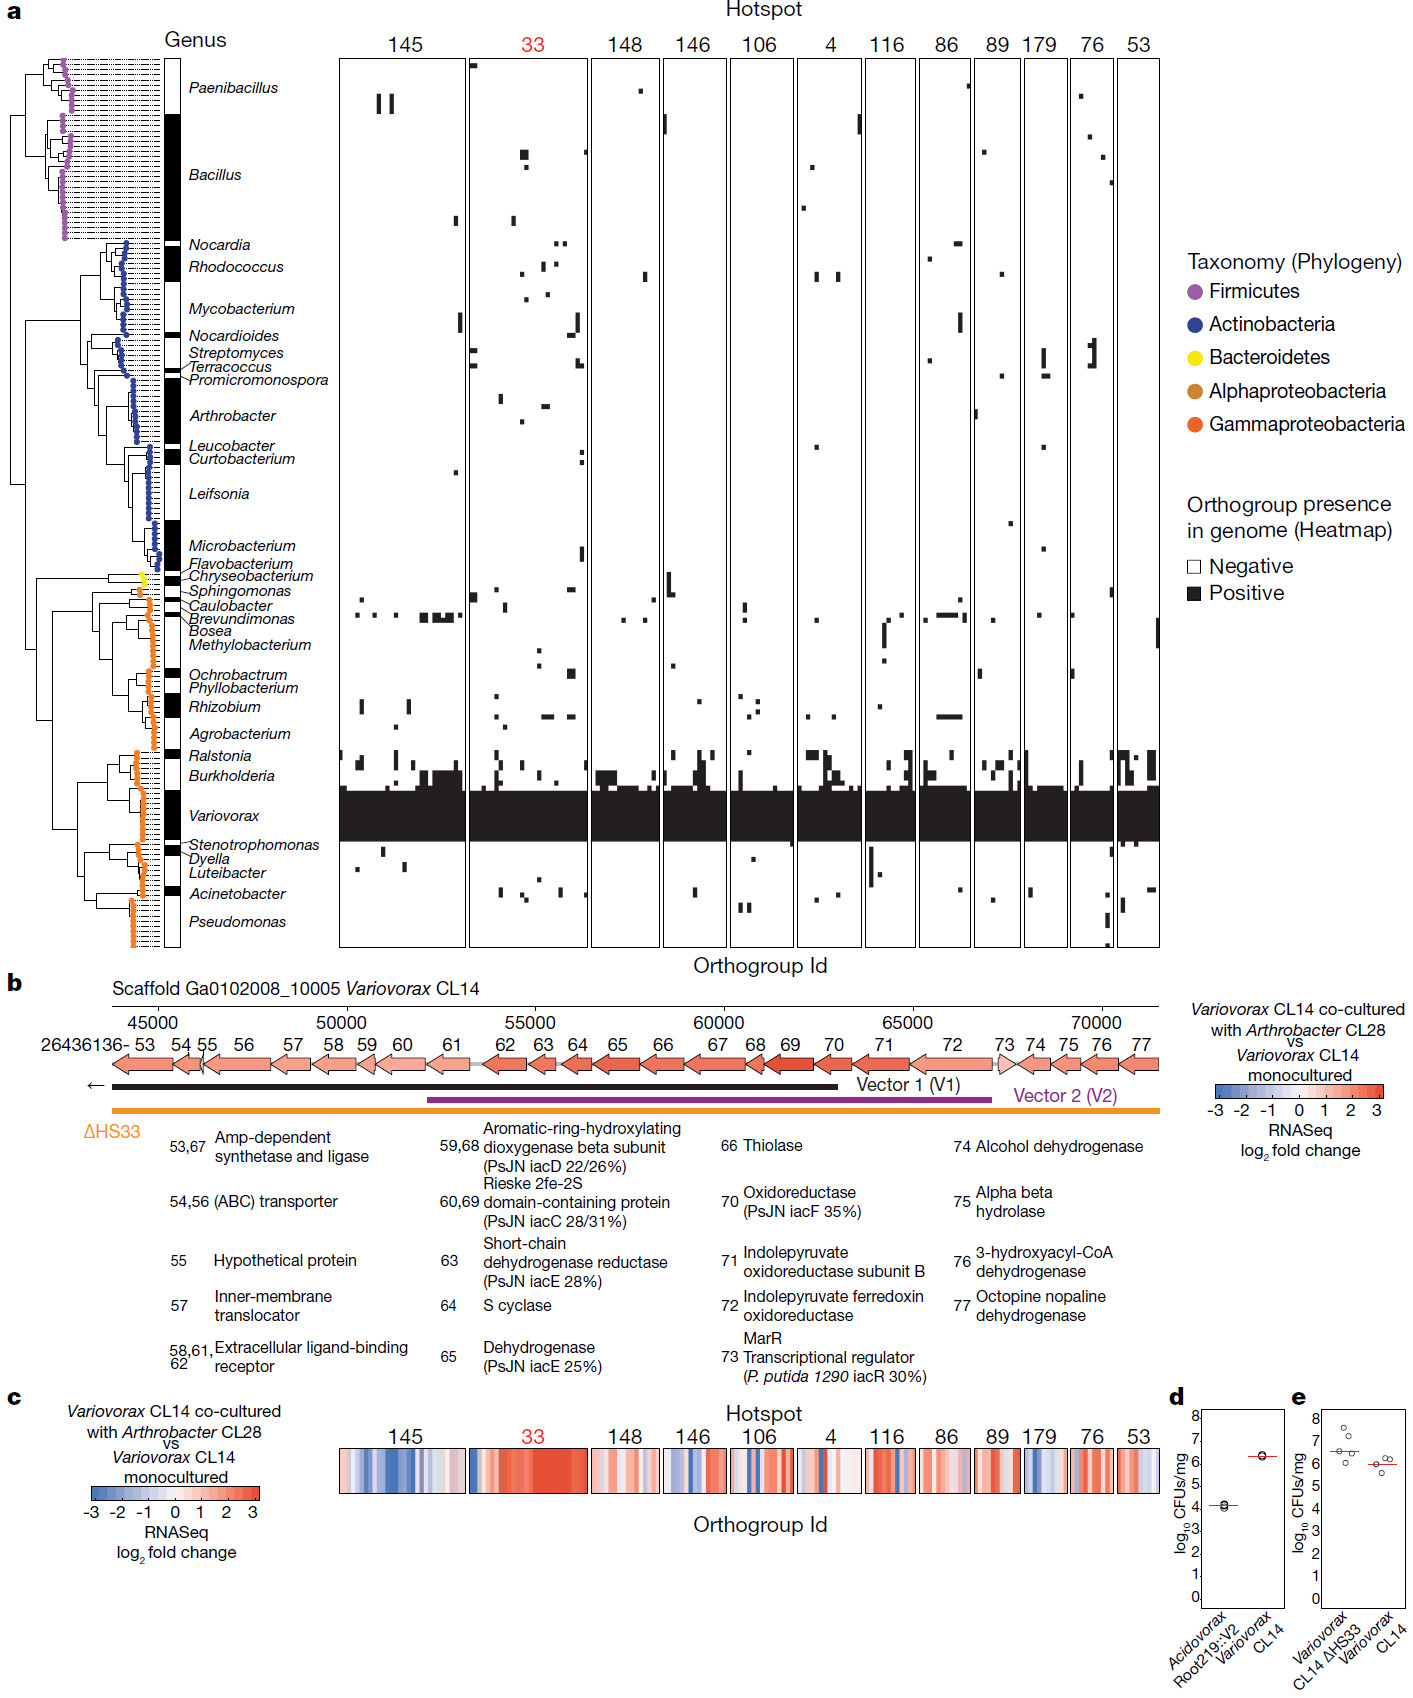 a
Hotspot
Genus
145 33 148 146 106 4 116 86 89 179 76 53
Paenibacillus
Bacillus
Nocardia
Rhodococcus
Mycobacterium
Nocardioides
Streptomyces
Terracoccus
Promicromonospora
Arthrobacter
Leucobacter
Curtobacterium
Leifsonia
Microbacterium
Flavobacterium
Chryseobacterium
Sphingomonas
Caulobacter
Brevundimonas
Bosea
Methylobacterium
Ochrobactrum
Phyllobacterium
Rhizobium
Agrobacterium
Ralstonia
Burkholderia
Variovorax
Stenotrophomonas
Dyella
Luteibacter
Acinetobacter
Pseudomonas
Orthogroup Id
Taxonomy (Phylogeny)
Firmicutes
Actinobacteria
Bacteroidetes
Alphaproteobacteria
Gammaproteobacteria
Orthogroup presence
in genome (Heatmap)
Negative
Positive
b
Scaffold Ga0102008_10005 Variovorax CL14
45000 50000 55000 60000 65000 70000
26436136- 53 54 55 56 57 58 59 60 61 62 63 64 65 66 67 68 69 70 71 72 73 74 75 76 77
← Vector 1 (V1)
Vector 2 (V2)
ΔHS33
Variovorax CL14 co-cultured
with Arthrobacter CL28
vs
Variovorax CL14
monocultured
-3 -2 -1 0 1 2 3
RNASeq
log2 fold change
53,67 Amp-dependent
synthetase and ligase
54,56 (ABC) transporter
55 Hypothetical protein
57 Inner-membrane
translocator
58,61,
62
Extracellular ligand-binding
receptor
59,68 Aromatic-ring-hydroxylating
dioxygenase beta subunit
(PsJN iacD 22/26%)
60,69 Rieske 2fe-2S
domain-containing protein
(PsJN iacC 28/31%)
63 Short-chain
dehydrogenase reductase
(PsJN iacE 28%)
64 S cyclase
65 Dehydrogenase
(PsJN iacE 25%)
66 Thiolase
70 Oxidoreductase
(PsJN iacF 35%)
71 Indolepyruvate
oxidoreductase subunit B
72 Indolepyruvate ferredoxin
oxidoreductase
73 MarR
Transcriptional regulator
(P. putida 1290 iacR 30%)
74 Alcohol dehydrogenase
75 Alpha beta
hydrolase
76 3-hydroxyacyl-CoA
dehydrogenase
77 Octopine nopaline
dehydrogenase
c
Variovorax CL14 co-cultured
with Arthrobacter CL28
vs
Variovorax CL14
monocultured
-3 -2 -1 0 1 2 3
RNASeq
log2 fold change
Hotspot
145 33 148 146 106 4 116 86 89 179 76 53
Orthogroup Id
d
log10 CFUs/mg
8
7
6
5
4
3
2
1
0
Acidovorax
Root219::V2
Variovorax
CL14
e
log10 CFUs/mg
8
7
6
5
4
3
2
1
0
Variovorax
CL14 ΔHS33
Variovorax
CL14